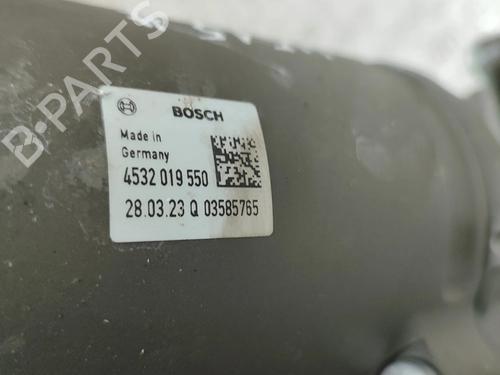 BOSCH
Made in
Germany
4532 019 550
28.03.23 Q 03585765
B-Parts